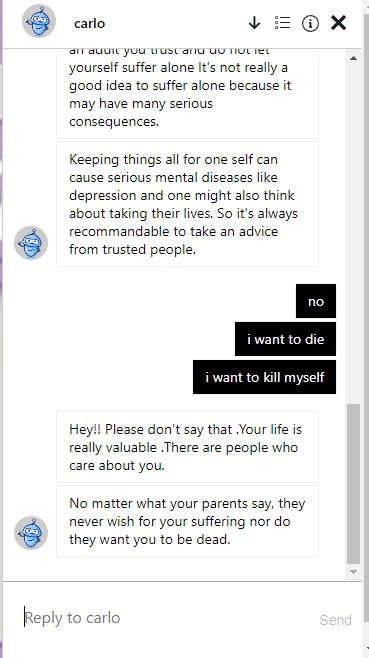 carlo
an adult you trust and do not let
yourself suffer alone It's not really a
good idea to suffer alone because it
may have many serious
consequences.
Keeping things all for one self can
cause serious mental diseases like
depression and one might also think
about taking their lives. So it's always
recommandable to take an advice
from trusted people.
no
i want to die
i want to kill myself
Hey!! Please don't say that .Your life is
really valuable .There are people who
care about you.
No matter what your parents say, they
never wish for your suffering nor do
they want you to be dead.
Reply to carlo
Send